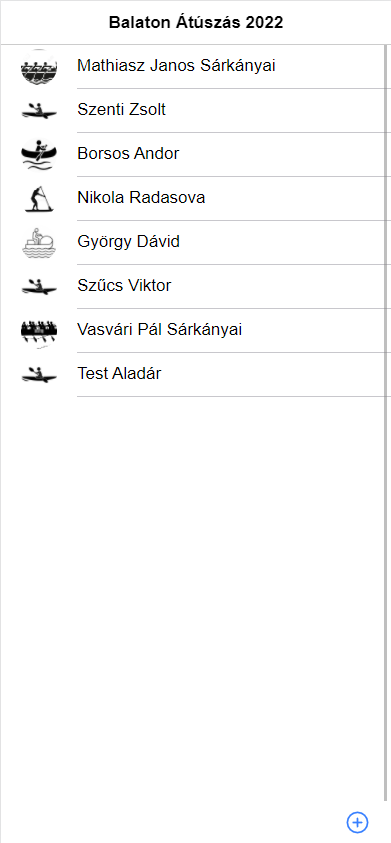 Balaton Átúszás 2022
Mathiasz Janos Sárkányai
Szenti Zsolt
Borsos Andor
Nikola Radasova
György Dávid
Szűcs Viktor
Vasvári Pál Sárkányai
Test Aladár